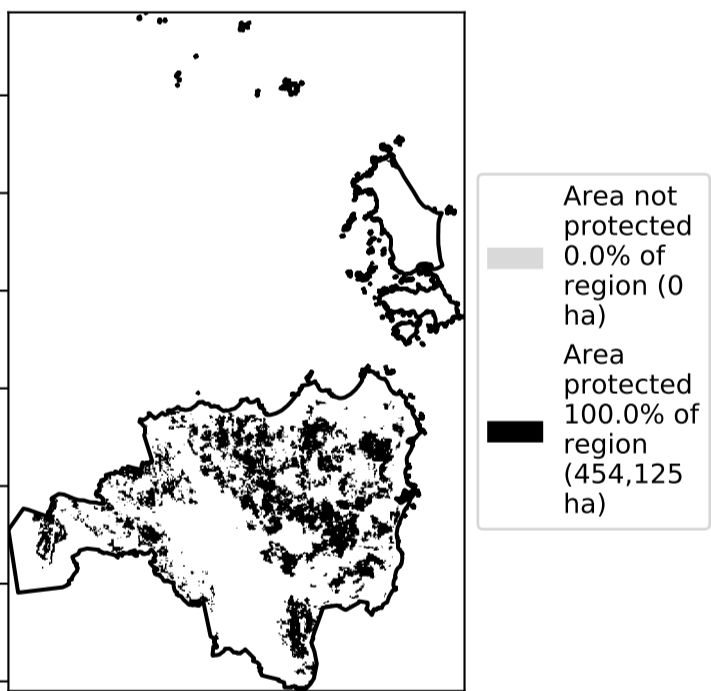 Area not
protected
0.0% of
region (0
ha)
Area
protected
100.0% of
region
(454,125
ha)